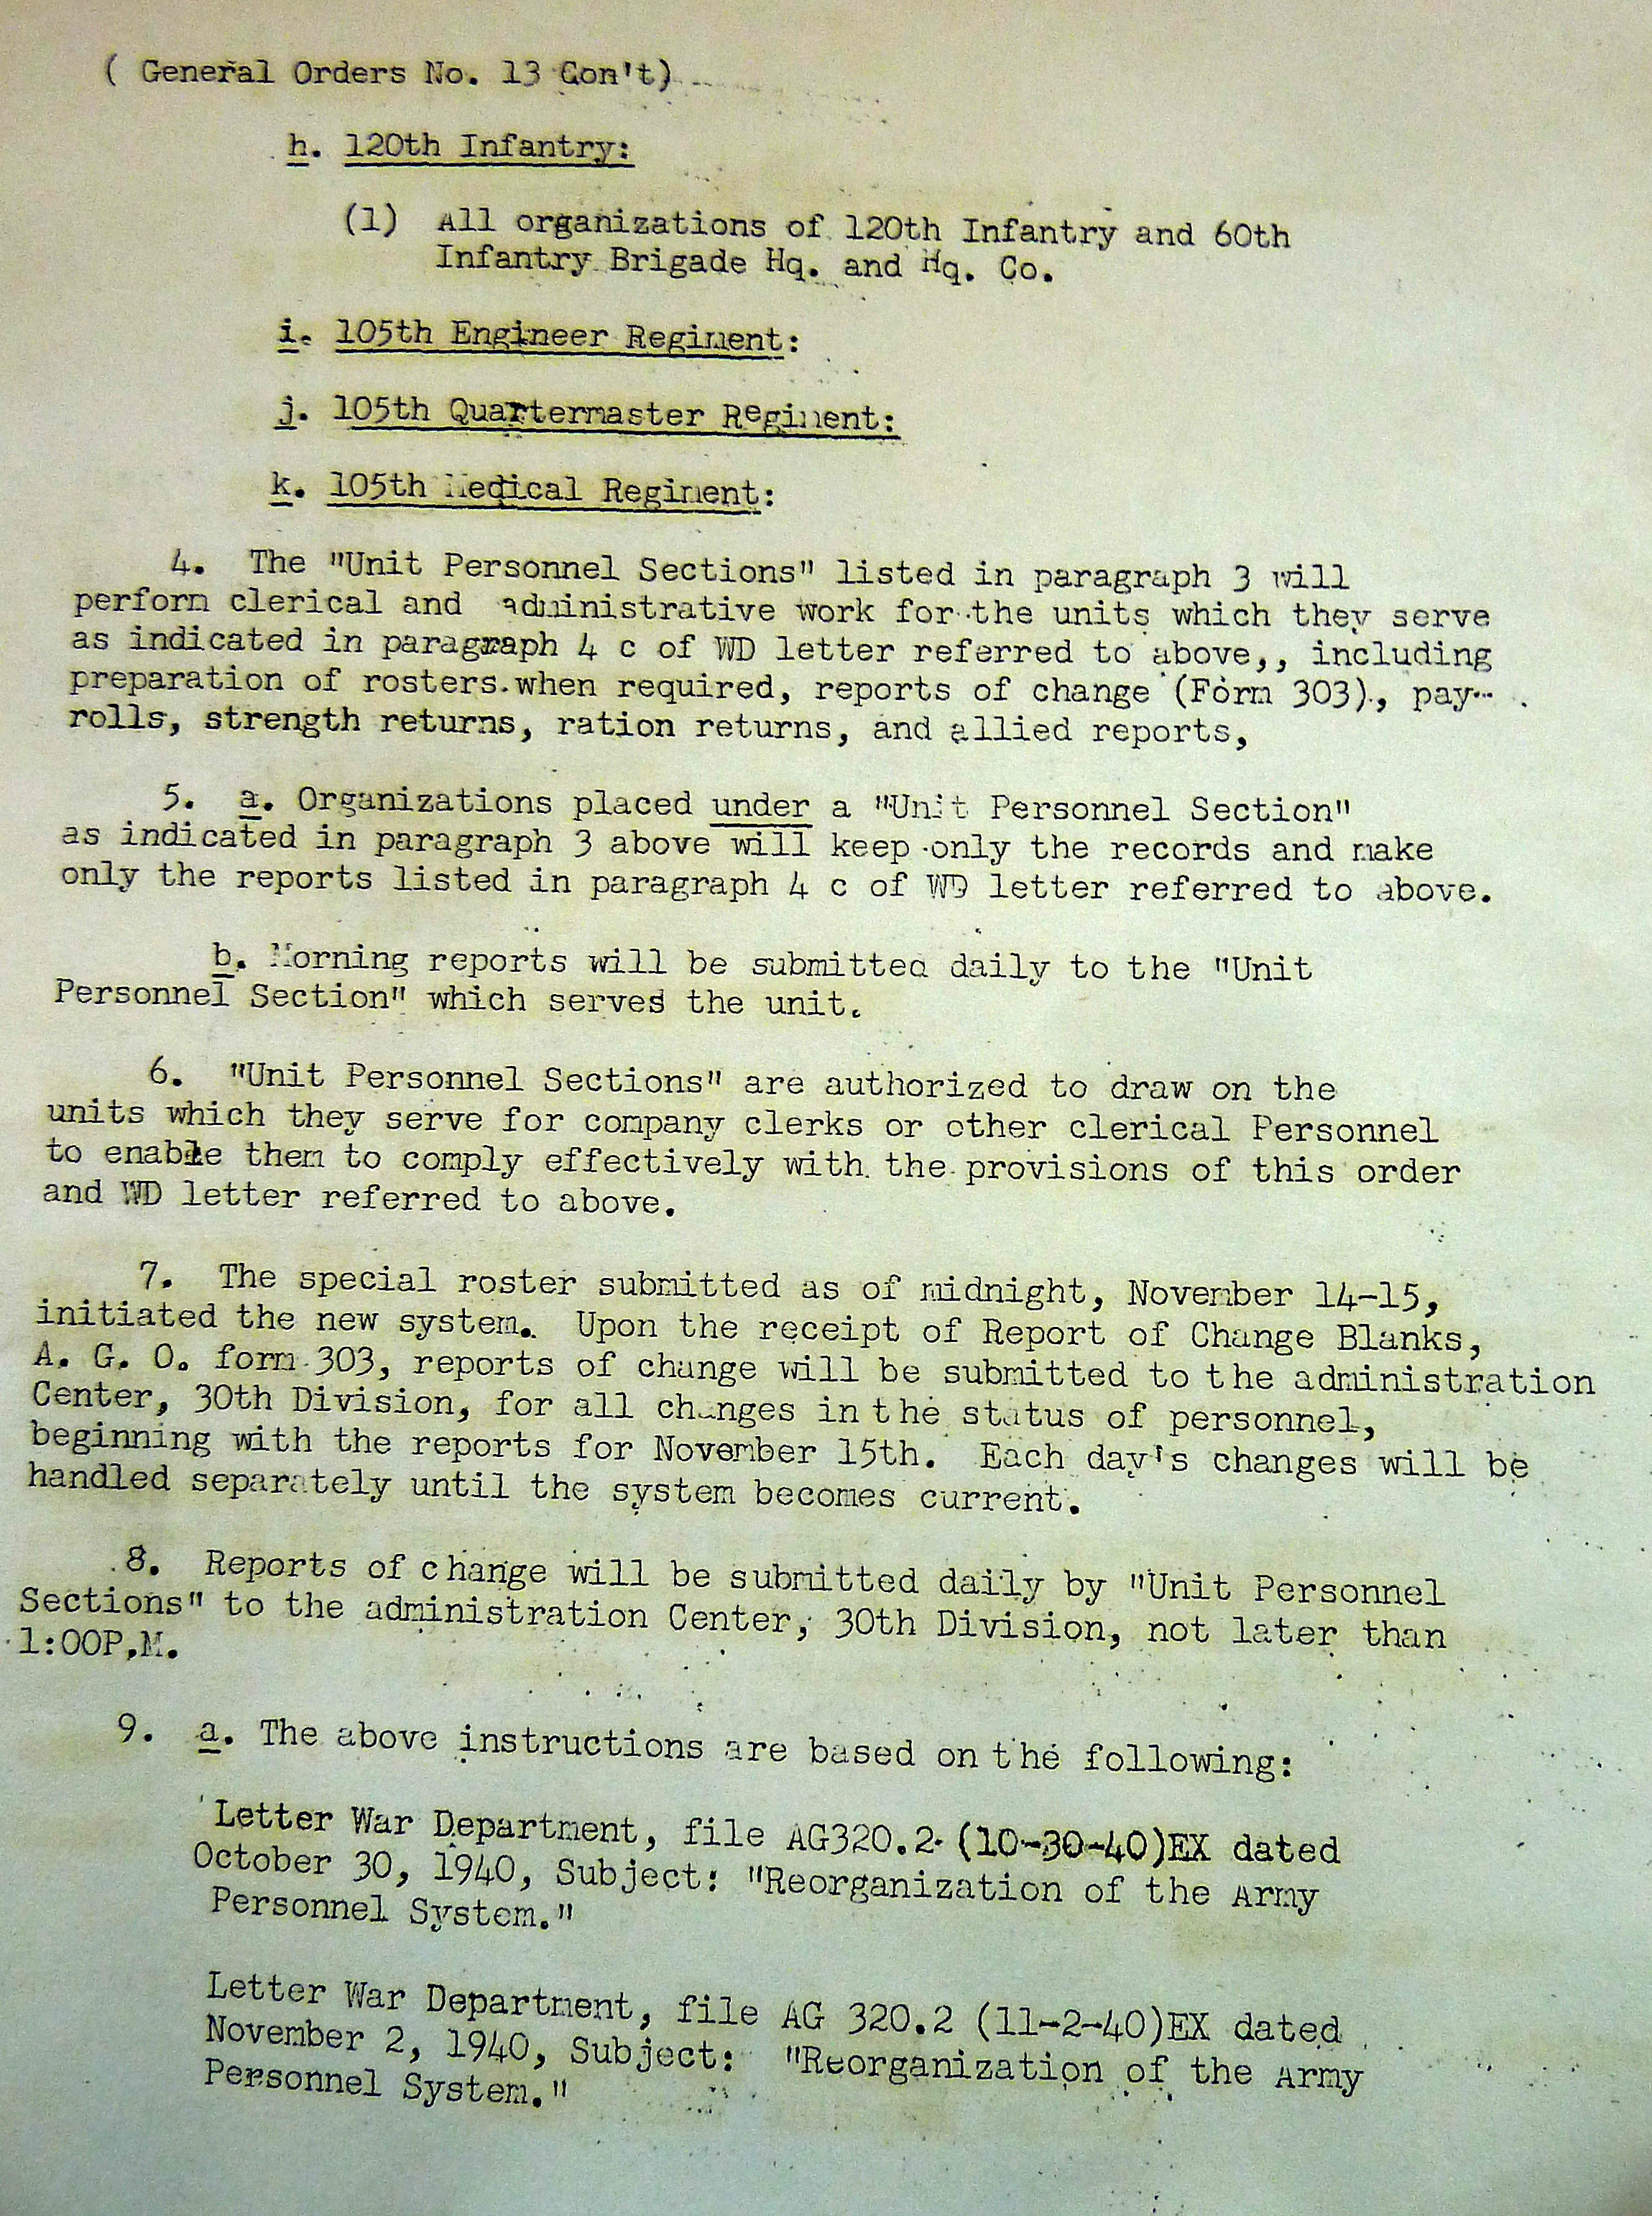 ( General Orders No. 13 Con't)
h. 120th Infantry:
(1) All organizations of 120th Infantry and 60th
Infantry Brigade Hq. and Hq. Co.
i. 105th Engineer Regiment:
j. 105th Quartermaster Regiment:
k. 105th Medical Regiment:
4. The "Unit Personnel Sections" listed in paragraph 3 will
perform clerical and administrative work for the units which they serve
as indicated in paragraph 4 c of WD letter referred to above,, including
preparation of rosters when required, reports of change (Form 303), pay-
rolls, strength returns, ration returns, and allied reports,
5. a. Organizations placed under a "Unit Personnel Section"
as indicated in paragraph 3 above will keep only the records and make
only the reports listed in paragraph 4 c of WD letter referred to above.
b. Morning reports will be submitted daily to the "Unit
Personnel Section" which serves the unit.
6. "Unit Personnel Sections" are authorized to draw on the
units which they serve for company clerks or other clerical Personnel
to enable them to comply effectively with the provisions of this order
and WD letter referred to above.
7. The special roster submitted as of midnight, November 14-15,
initiated the new system. Upon the receipt of Report of Change Blanks,
A. G. O. form 303, reports of change will be submitted to the administration
Center, 30th Division, for all changes in the status of personnel,
beginning with the reports for November 15th. Each day's changes will be
handled separately until the system becomes current.
8. Reports of change will be submitted daily by "Unit Personnel
Sections" to the administration Center, 30th Division, not later than
1:00P.M.
9. a. The above instructions are based on the following:
Letter War Department, file AG320.2 (10-30-40)EX dated
October 30, 1940, Subject: "Reorganization of the Army
Personnel System."
Letter War Department, file AG 320.2 (11-2-40)EX dated
November 2, 1940, Subject: "Reorganization of the Army
Personnel System."